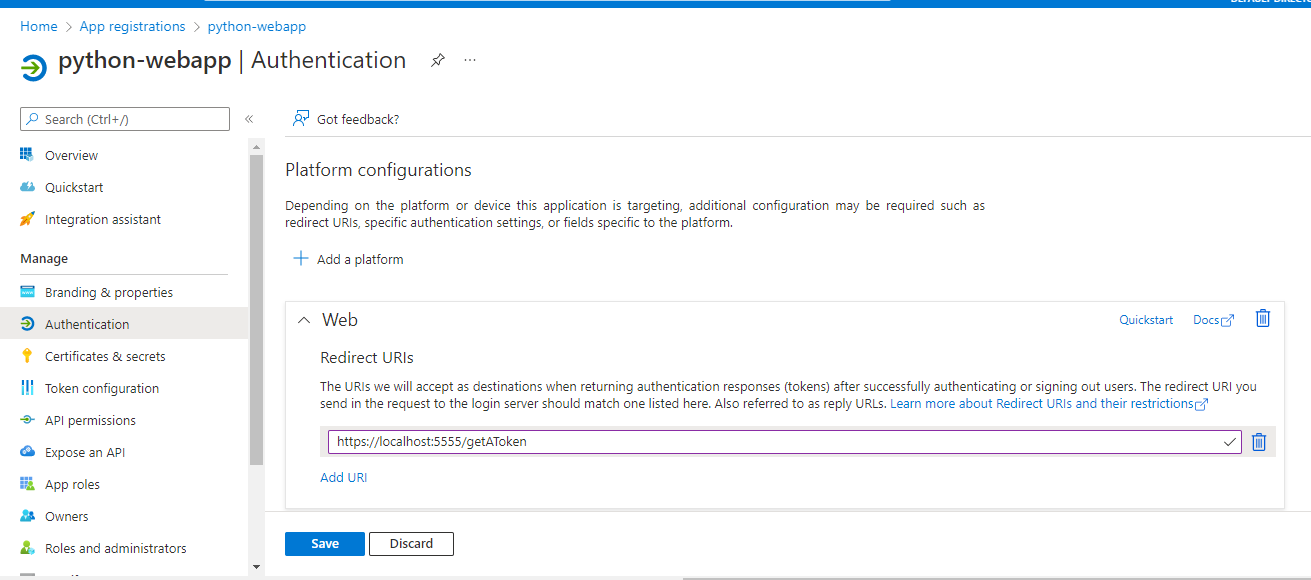 Home > App registrations > python-webapp
python-webapp | Authentication
Search (Ctrl+/)
«
Got feedback?
Overview
Quickstart
Integration assistant
Manage
Branding & properties
Authentication
Certificates & secrets
Token configuration
API permissions
Expose an API
App roles
Owners
Roles and administrators
Platform configurations
Depending on the platform or device this application is targeting, additional configuration may be required such as
redirect URIs, specific authentication settings, or fields specific to the platform.
Add a platform
Web
Quickstart
Docs
Redirect URIs
The URIs we will accept as destinations when returning authentication responses (tokens) after successfully authenticating or signing out users. The redirect URI you
send in the request to the login server should match one listed here. Also referred to as reply URLs. Learn more about Redirect URIs and their restrictions
https://localhost:5555/getAToken
Add URI
Save
Discard